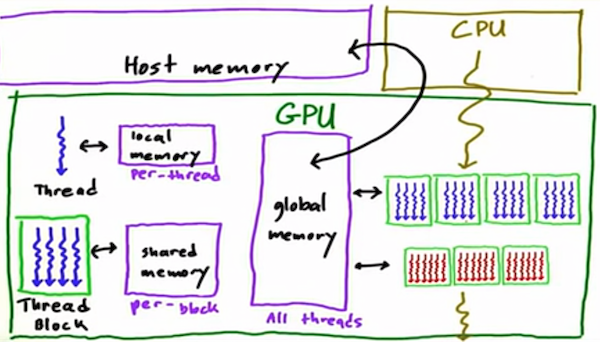 Host memory
CPU
GPU
Thread
local
memory
per-thread
Thread
Block
shared
memory
per-block
global
memory
All threads